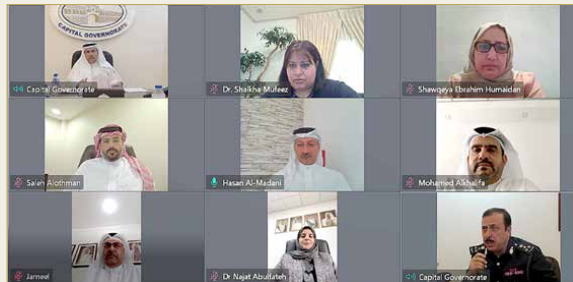 CAPITAL GOVERNORATE
Capital Governorate
Dr. Shaikha Mufeez
Shawqeya Ebrahim Humaidan
Saleh Alothman
Hasan Al-Madani
Mohamed Alkhalifa
Jameel
Dr Najat Abulfateh
Capital Governorate